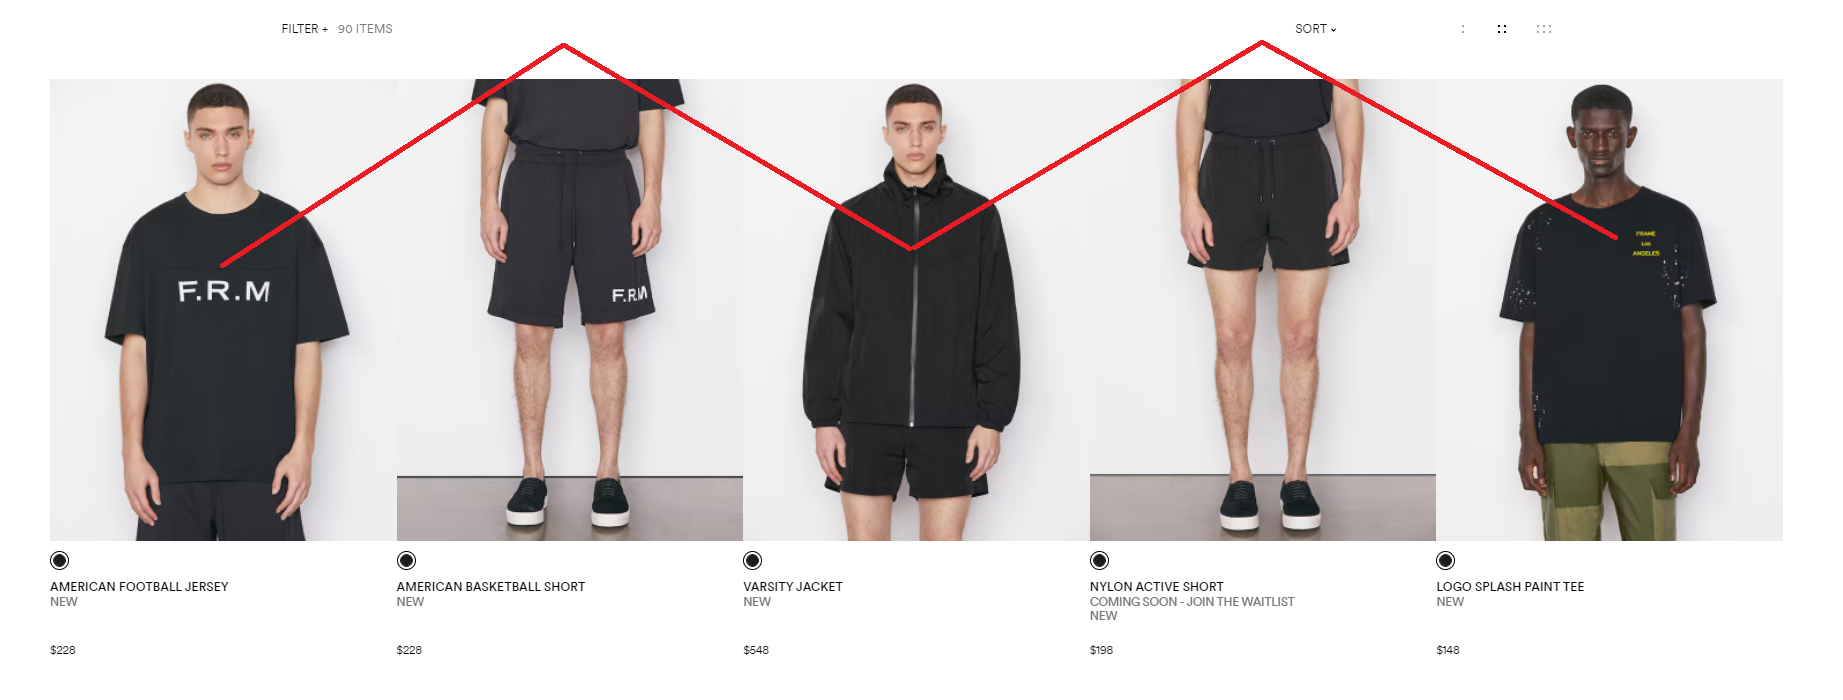 FILTER + 90 ITEMS
SORT
F.R.M
F.R.M
FRAME
Los
ANGELES
AMERICAN FOOTBALL JERSEY
NEW
$228
AMERICAN BASKETBALL SHORT
NEW
$228
VARSITY JACKET
NEW
$548
NYLON ACTIVE SHORT
COMING SOON - JOIN THE WAITLIST
NEW
$198
LOGO SPLASH PAINT TEE
NEW
$148